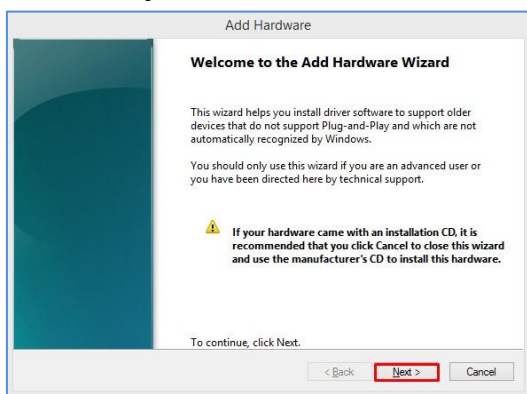 Add Hardware
Welcome to the Add Hardware Wizard
This wizard helps you install driver software to support older
devices that do not support Plug-and-Play and which are not
automatically recognized by Windows.
You should only use this wizard if you are an advanced user or
you have been directed here by technical support.
If your hardware came with an installation CD, it is
recommended that you click Cancel to close this wizard
and use the manufacturer's CD to install this hardware.
To continue, click Next.
< Back Next > Cancel